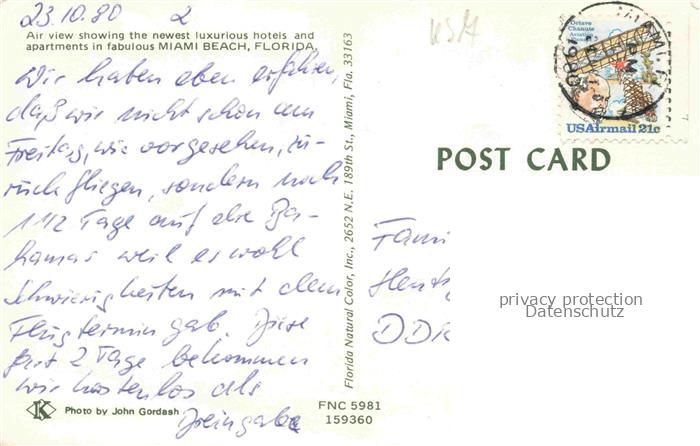 23.10.80 2
Air view showing the newest luxurious hotels and
apartments in fabulous MIAMI BEACH, FLORIDA.
Wir haben eben erfahren,
daß wir nicht schon am
Freitag, wie vorgesehen, zu-
rück fliegen, sondern noch
1 1/2 Tage auf die Ba-
hamas weil es wohl
Schwierigkeiten mit dem
Flugtermin gab. Diese
fast 2 Tage bekommen
wir kostenlos als
Dreingabe
K Photo by John Gordash
Florida Natural Color, Inc., 2652 N.E. 189th St., Miami, Fla. 33163
FNC 5981
159360
USA
Octave
Chanute
Aviation
Pioneer
USAirmail 21c
POST CARD
Fami
DDR
privacy protection
Datenschutz